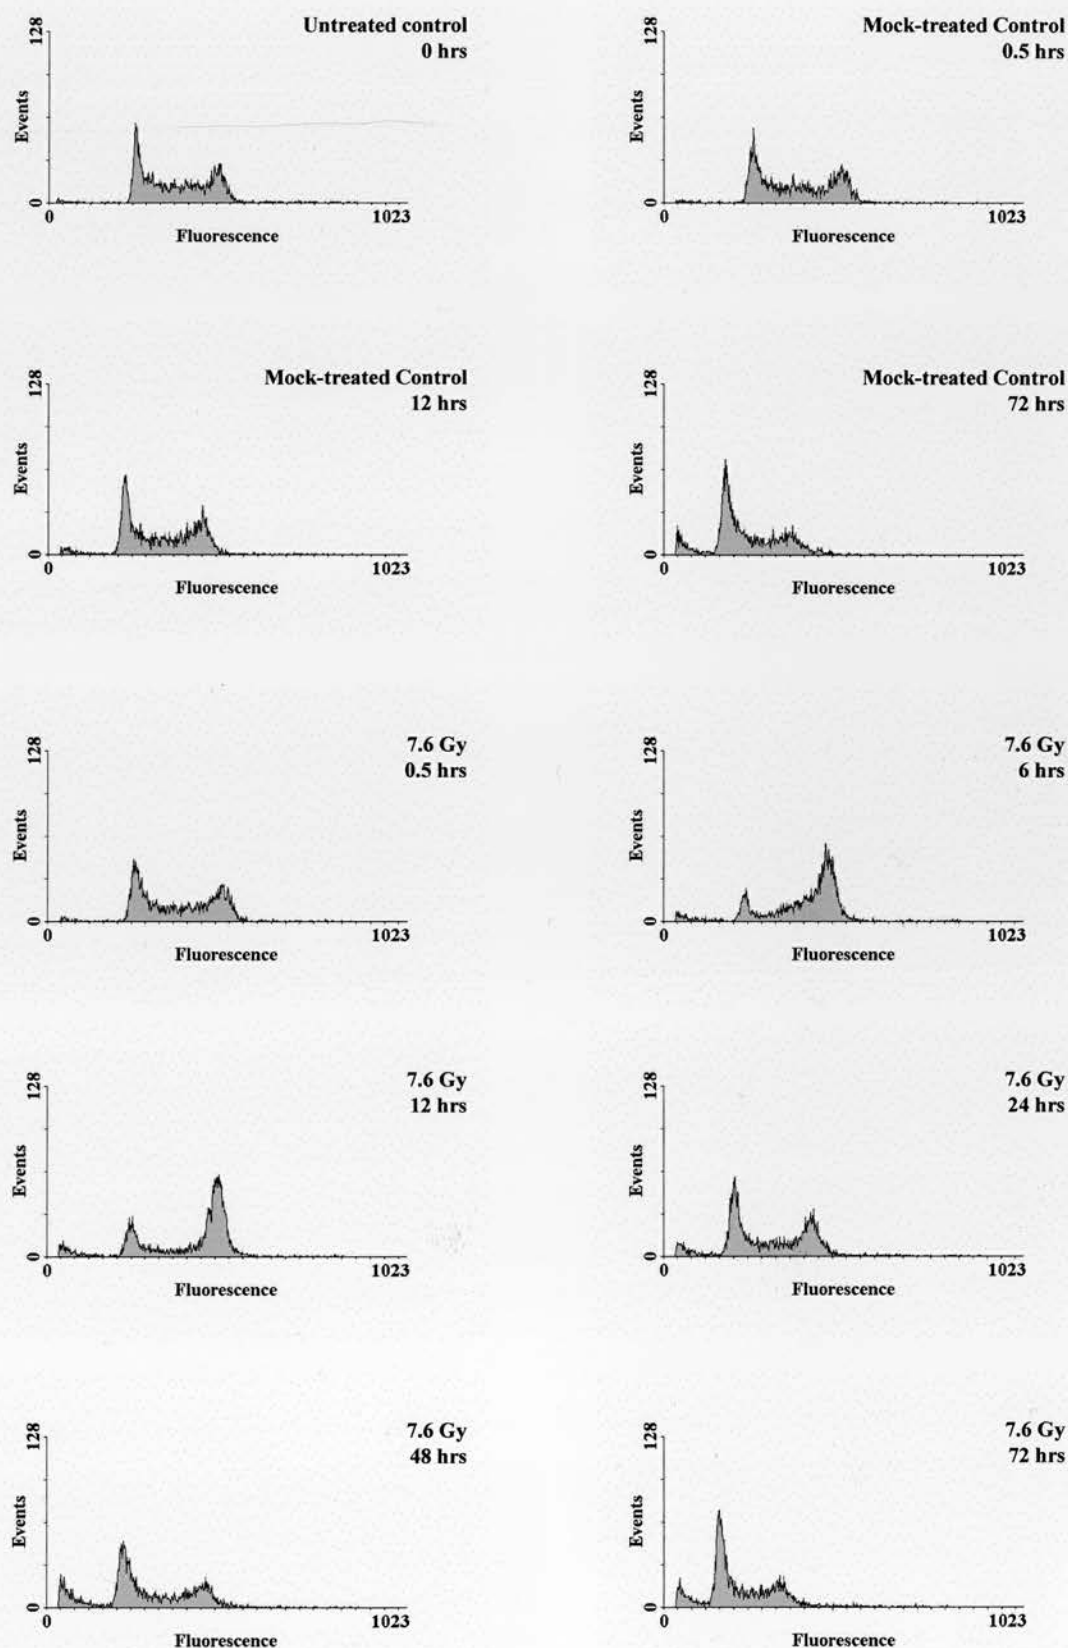 Untreated control
0 hrs
128
Events
0
0
1023
Fluorescence
Mock-treated Control
0.5 hrs
128
Events
0
0
1023
Fluorescence
Mock-treated Control
12 hrs
128
Events
0
0
1023
Fluorescence
Mock-treated Control
72 hrs
128
Events
0
0
1023
Fluorescence
7.6 Gy
0.5 hrs
128
Events
0
0
1023
Fluorescence
7.6 Gy
6 hrs
128
Events
0
0
1023
Fluorescence
7.6 Gy
12 hrs
128
Events
0
0
1023
Fluorescence
7.6 Gy
24 hrs
128
Events
0
0
1023
Fluorescence
7.6 Gy
48 hrs
128
Events
0
0
1023
Fluorescence
7.6 Gy
72 hrs
128
Events
0
0
1023
Fluorescence